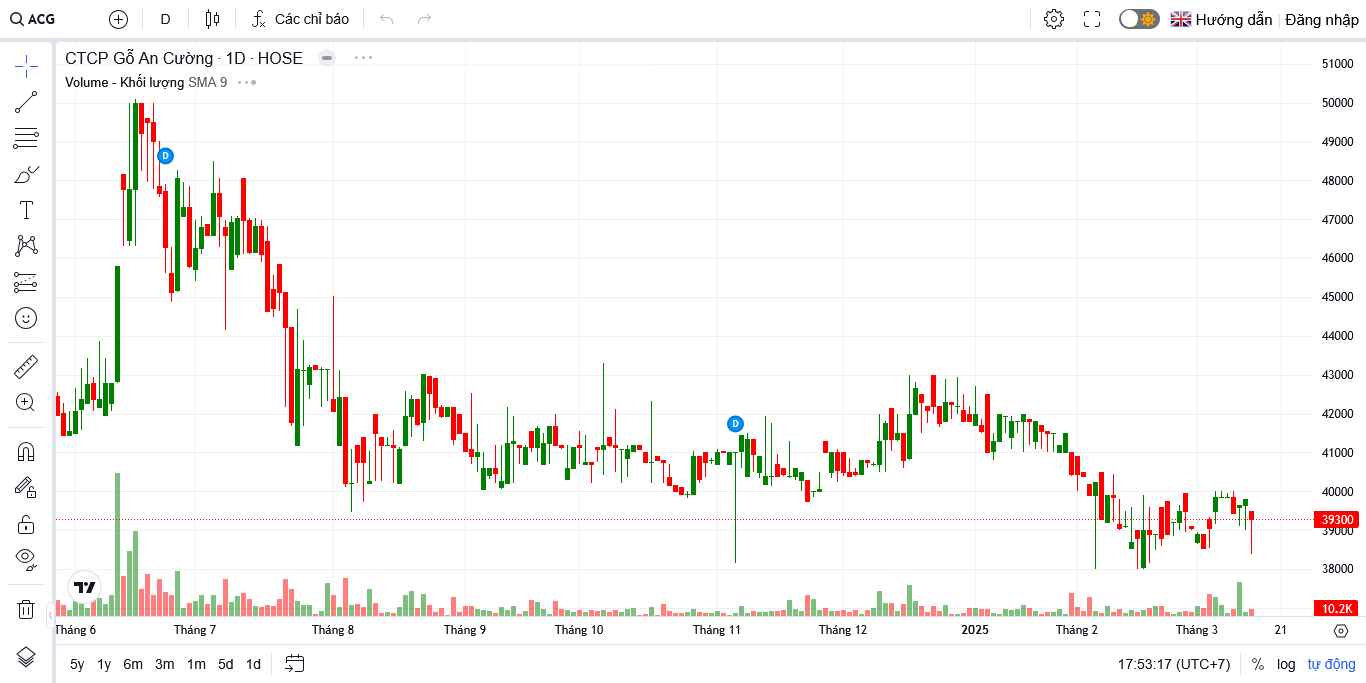 ACG
D
Các chỉ báo
Hướng dẫn
Đăng nhập
CTCP Gỗ An Cường · 1D · HOSE
Volume - Khối lượng SMA 9
D
D
51000
50000
49000
48000
47000
46000
45000
44000
43000
42000
41000
40000
39300
39000
38000
10.2K
Tháng 6 Tháng 7 Tháng 8 Tháng 9 Tháng 10 Tháng 11 Tháng 12 2025 Tháng 2 Tháng 3 21
5y 1y 6m 3m 1m 5d 1d
17:53:17 (UTC+7) % log tự động